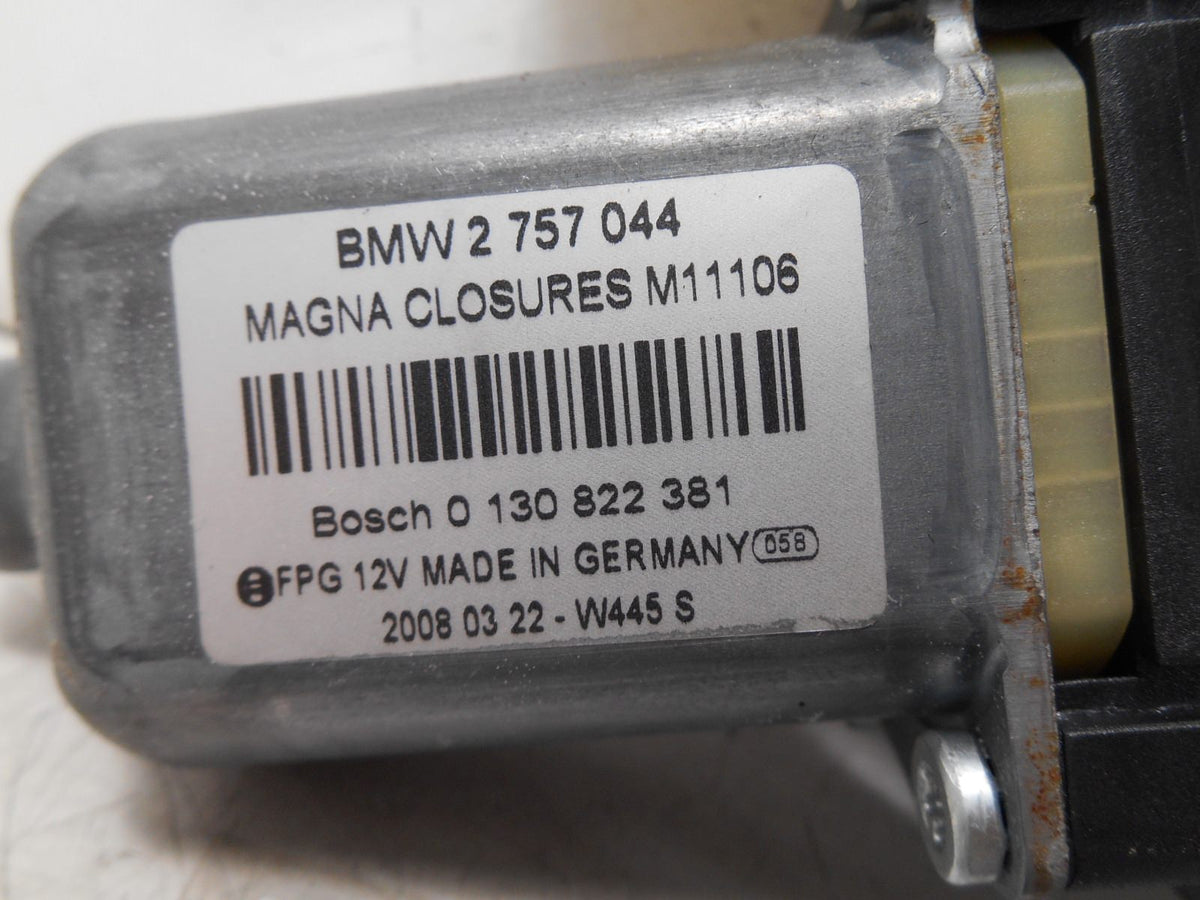 BMW 2 757 044
MAGNA CLOSURES M11106
Bosch 0 130 822 381
FPG 12V MADE IN GERMANY 058
2008 03 22 - W445 S